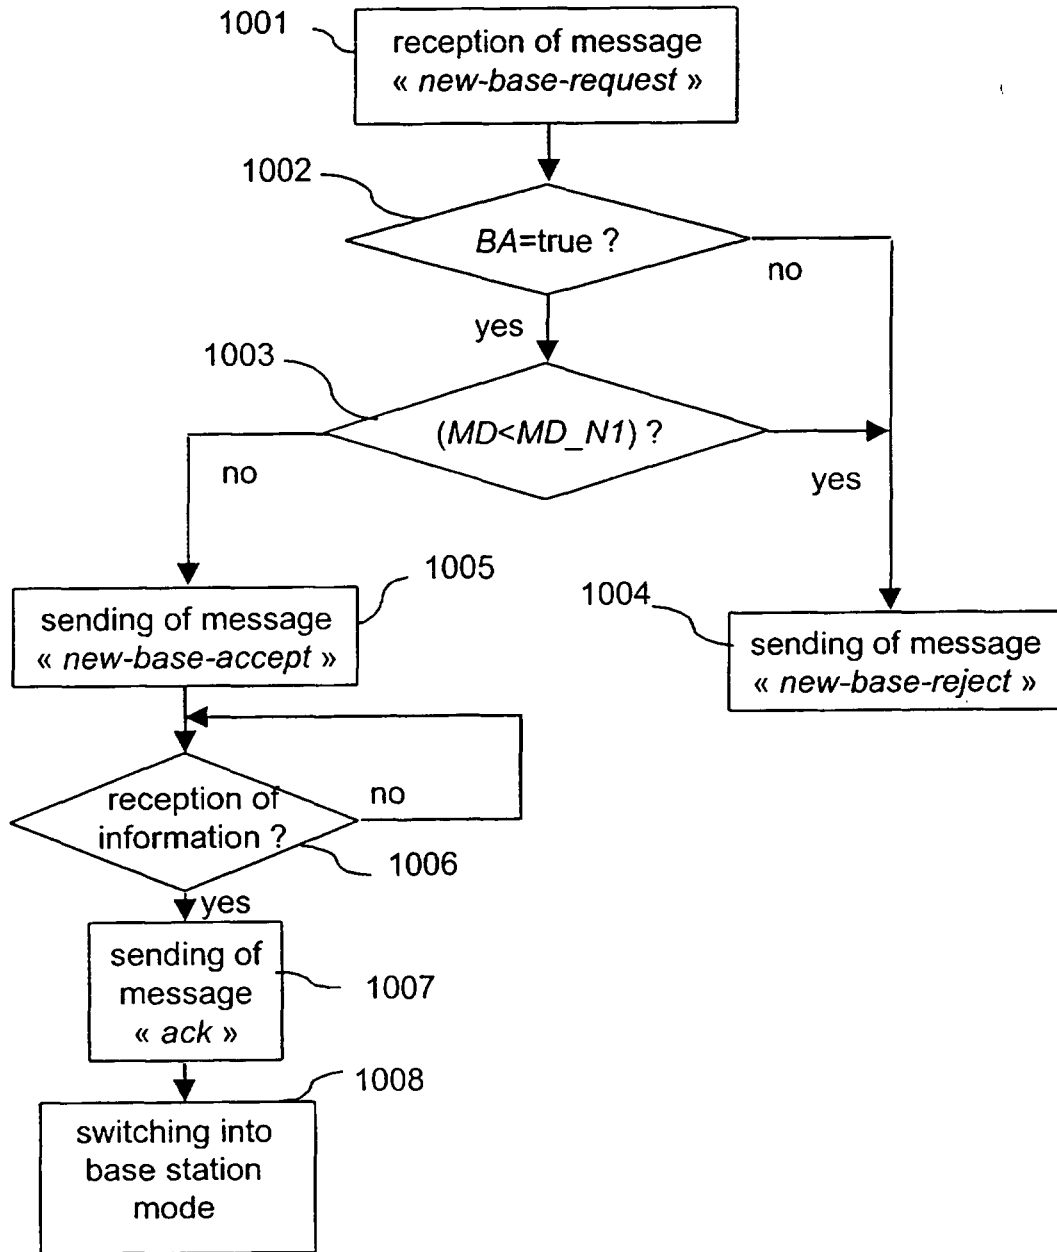 1001
reception of message
« new-base-request »
1002
BA=true ?
no
yes
1003
(MD<MD_N1) ?
no
yes
1005
sending of message
« new-base-accept »
1004
sending of message
« new-base-reject »
reception of
information ?
no
1006
yes
sending of
message
« ack »
1007
1008
switching into
base station
mode